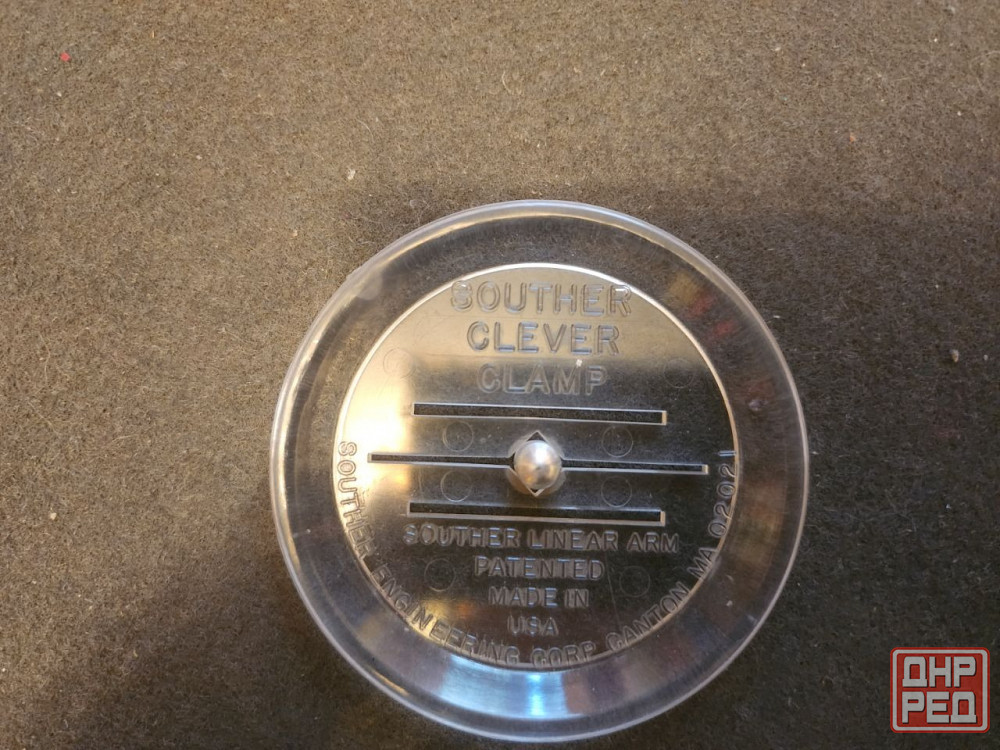 SOUTHER
CLEVER
CLAMP
SOUTHER LINEAR ARM
PATENTED
MADE IN
USA
SOUTHER ENGINEERING CORP CANTON MA 02021
ДНР
РЕД